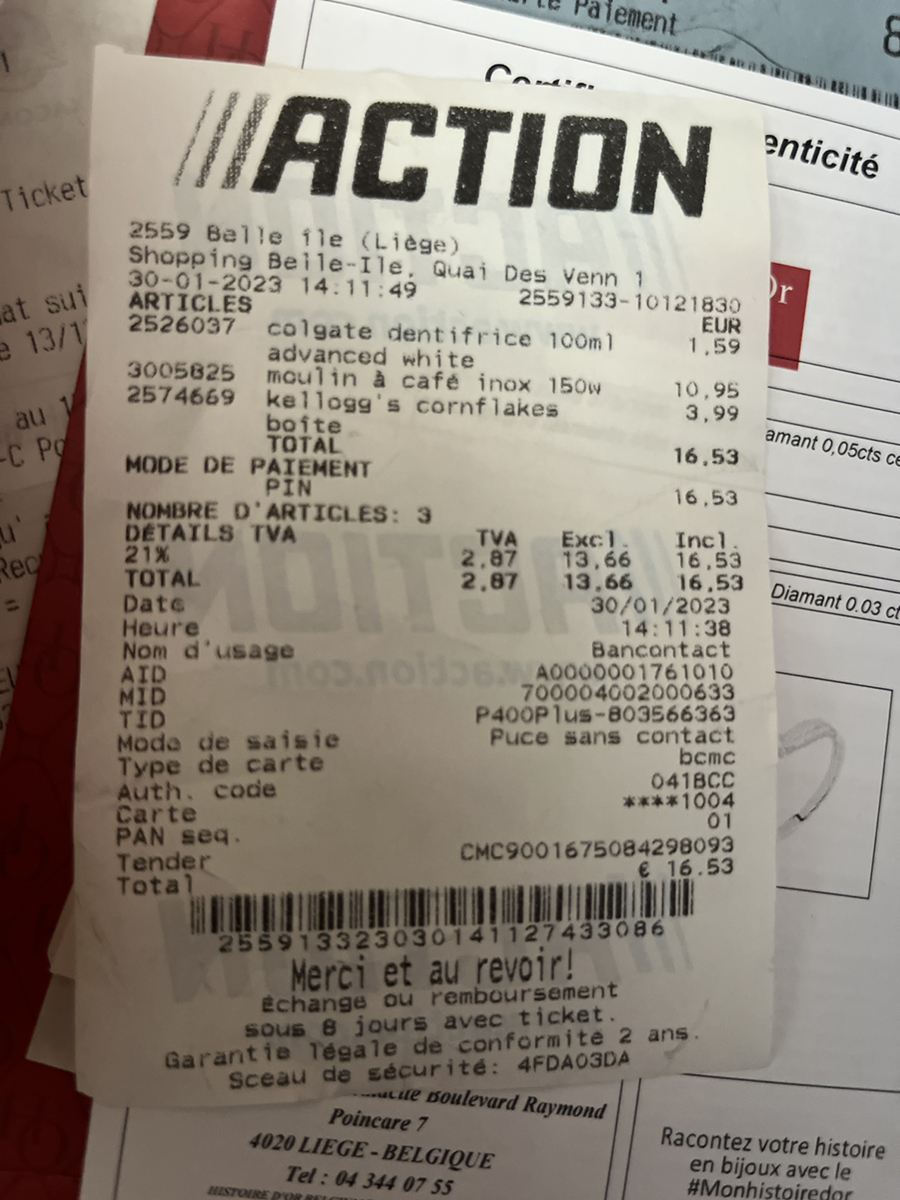 arte Paiement
8
Ticket
enticité
///ACTION
2559 Belle île (Liège)
Shopping Belle-Ile, Quai Des Venn 1
30-01-2023 14:11:49 2559133-10121830
ARTICLES EUR
2526037 colgate dentifrice 100ml 1,59
advanced white
3005825 moulin à café inox 150w 10,95
2574669 kellogg's cornflakes 3,99
boîte
TOTAL 16,53
MODE DE PAIEMENT
PIN 16,53
NOMBRE D'ARTICLES: 3
DÉTAILS TVA TVA Excl. Incl.
21% 2,87 13,66 16,53
TOTAL 2,87 13,66 16,53
Date 30/01/2023
Heure 14:11:38
Nom d'usage Bancontact
AID A0000001761010
MID 700004002000633
TID P400Plus-803566363
Mode de saisie Puce sans contact
Type de carte bcmc
Auth. code 041BCC
Carte ****1004
PAN seq. 01
Tender CMC9001675084298093
Total € 16.53
255913323030141127433086
Merci et au revoir!
Échange ou remboursement
sous 8 jours avec ticket.
Garantie légale de conformité 2 ans.
Sceau de sécurité: 4FDA03DA
amant 0,05cts ce
Diamant 0.03 ct
Boulevard Raymond
Poincare 7
4020 LIEGE - BELGIQUE
Tel : 04 344 07 55
Racontez votre histoire
en bijoux avec le
#Monhistoiredor